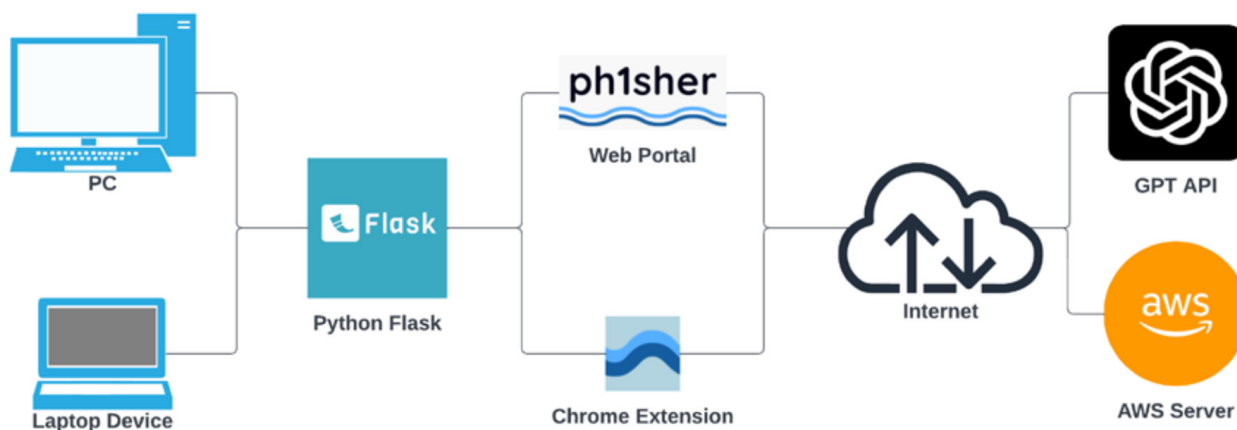 PC
Laptop Device
Flask
Python Flask
ph1sher
Web Portal
Chrome Extension
Internet
GPT API
aws
AWS Server